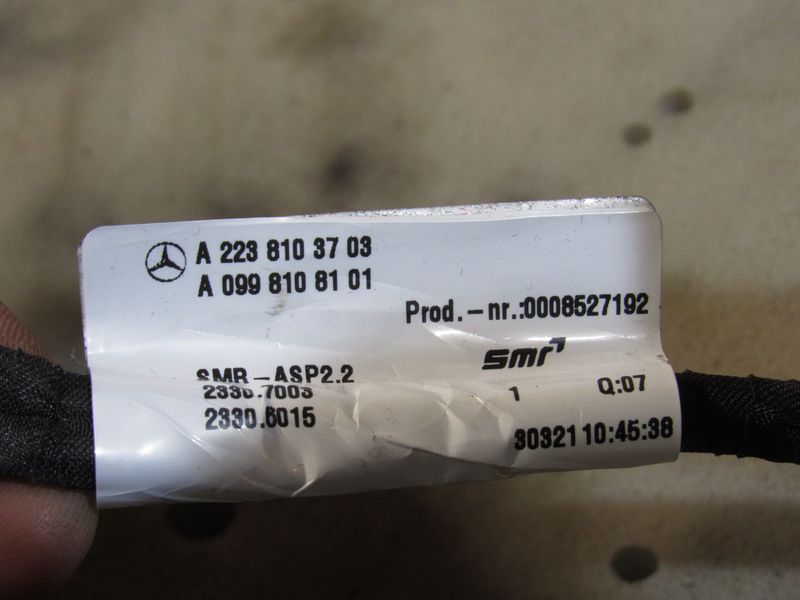 A 223 810 37 03
A 099 810 81 01
Prod.-nr.:0008527192
smr
SMR-ASP2.2
2330.7003 1 Q:07
2330.6015
30321 10:45:38